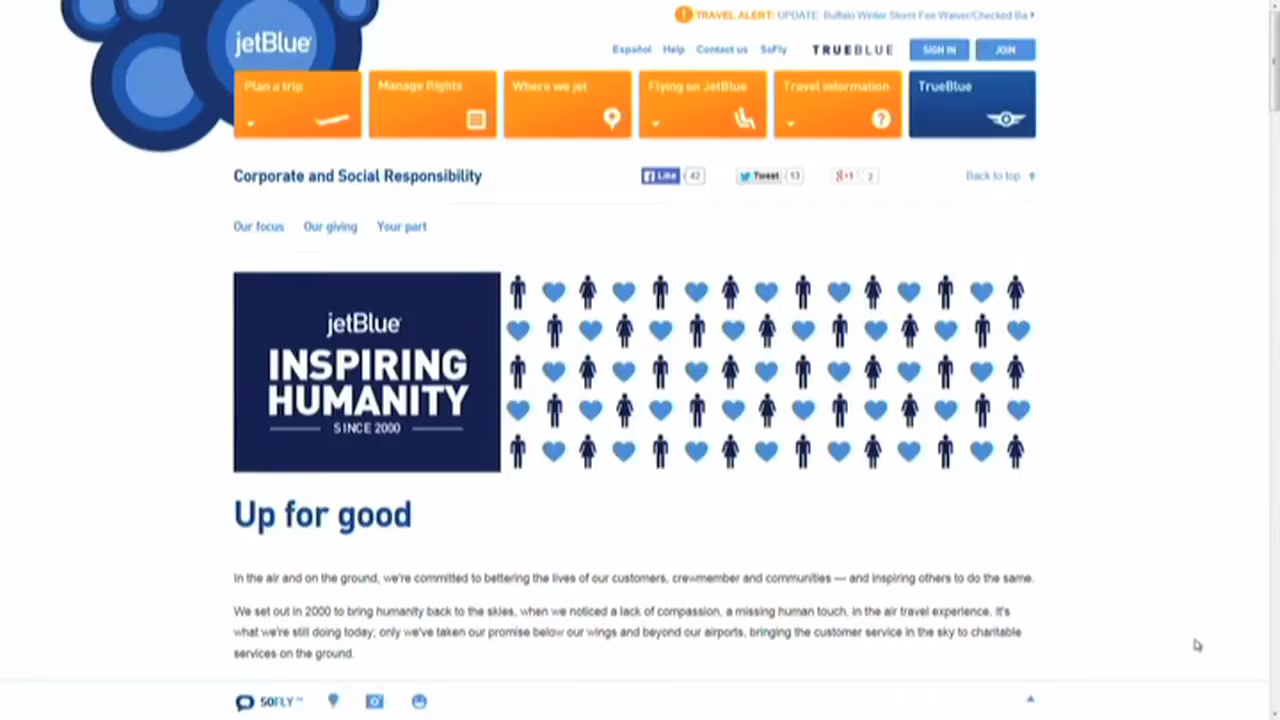 TRAVEL ALERT: UPDATE: Buffalo Winter Storm Fee Waiver/Checked Ba
jetBlue
Español Help Contact us SoFly TRUEBLUE SIGN IN JOIN
Plan a trip Manage flights Where we jet Flying on JetBlue Travel information TrueBlue
Corporate and Social Responsibility Like 42 Tweet 13 g+1 2 Back to top
Our focus Our giving Your part
jetBlue
INSPIRING
HUMANITY
SINCE 2000
Up for good
In the air and on the ground, we're committed to bettering the lives of our customers, crewmember and communities — and inspiring others to do the same.
We set out in 2000 to bring humanity back to the skies, when we noticed a lack of compassion, a missing human touch, in the air travel experience. It's
what we're still doing today; only we've taken our promise below our wings and beyond our airports, bringing the customer service in the sky to charitable
services on the ground.
SOFLY™